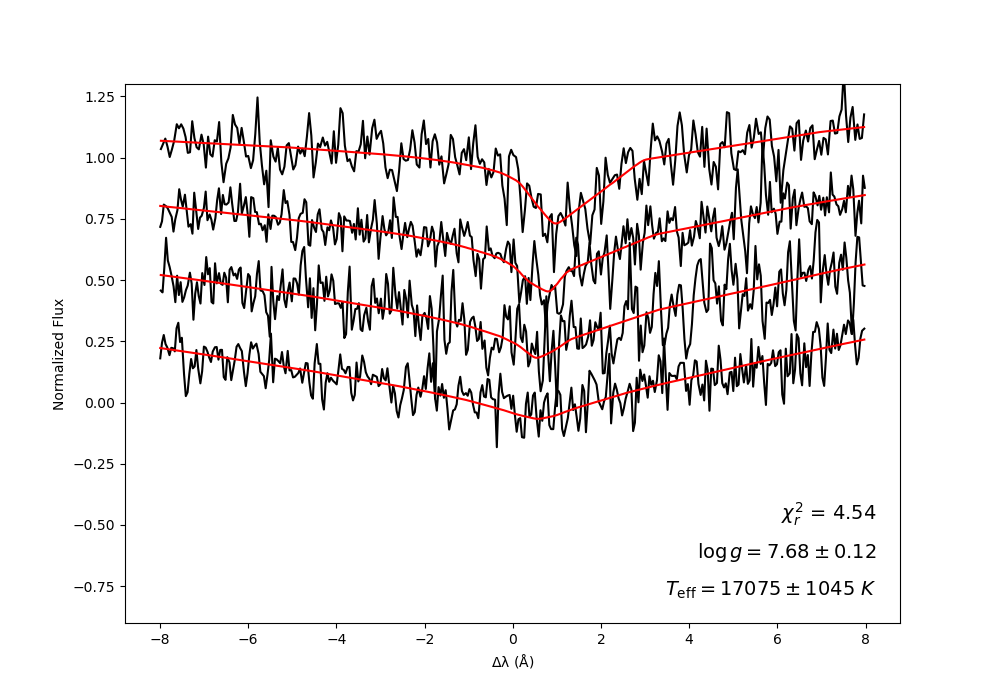 1.25
1.00
0.75
0.50
0.25
0.00
−0.25
−0.50
−0.75
Normalized Flux
χ²ᵣ = 4.54
log g = 7.68 ± 0.12
T_eff = 17075 ± 1045 K
−8 −6 −4 −2 0 2 4 6 8
Δλ (Å)